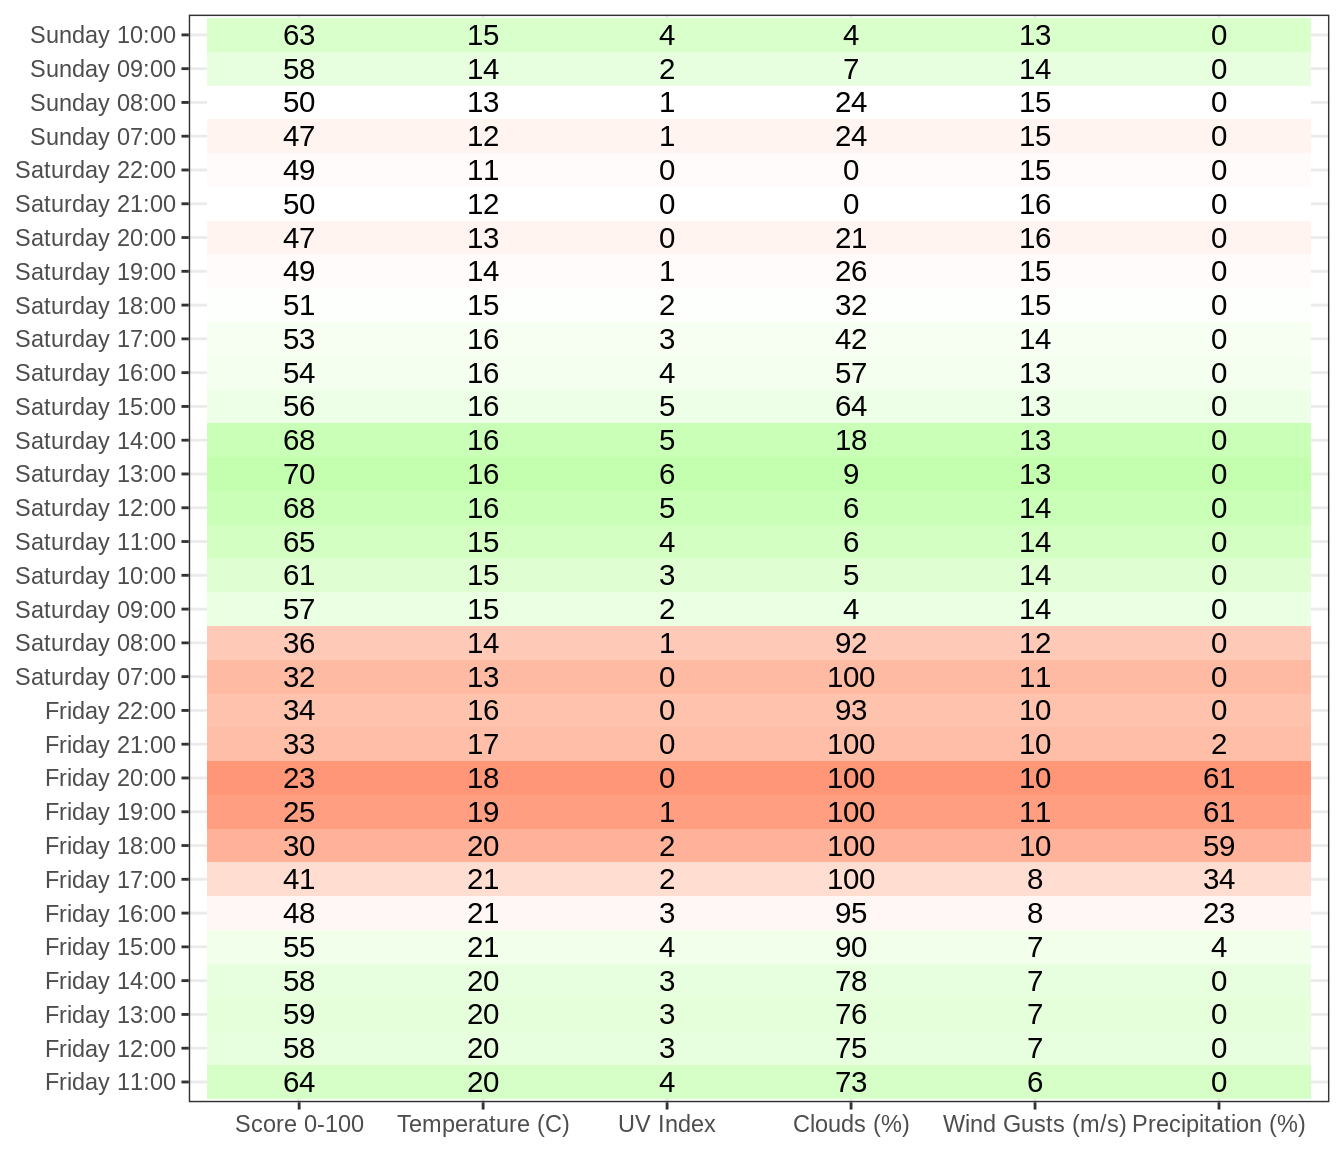 Sunday 10:00 63 15 4 4 13 0
Sunday 09:00 58 14 2 7 14 0
Sunday 08:00 50 13 1 24 15 0
Sunday 07:00 47 12 1 24 15 0
Saturday 22:00 49 11 0 0 15 0
Saturday 21:00 50 12 0 0 16 0
Saturday 20:00 47 13 0 21 16 0
Saturday 19:00 49 14 1 26 15 0
Saturday 18:00 51 15 2 32 15 0
Saturday 17:00 53 16 3 42 14 0
Saturday 16:00 54 16 4 57 13 0
Saturday 15:00 56 16 5 64 13 0
Saturday 14:00 68 16 5 18 13 0
Saturday 13:00 70 16 6 9 13 0
Saturday 12:00 68 16 5 6 14 0
Saturday 11:00 65 15 4 6 14 0
Saturday 10:00 61 15 3 5 14 0
Saturday 09:00 57 15 2 4 14 0
Saturday 08:00 36 14 1 92 12 0
Saturday 07:00 32 13 0 100 11 0
Friday 22:00 34 16 0 93 10 0
Friday 21:00 33 17 0 100 10 2
Friday 20:00 23 18 0 100 10 61
Friday 19:00 25 19 1 100 11 61
Friday 18:00 30 20 2 100 10 59
Friday 17:00 41 21 2 100 8 34
Friday 16:00 48 21 3 95 8 23
Friday 15:00 55 21 4 90 7 4
Friday 14:00 58 20 3 78 7 0
Friday 13:00 59 20 3 76 7 0
Friday 12:00 58 20 3 75 7 0
Friday 11:00 64 20 4 73 6 0
Score 0-100 Temperature (C) UV Index Clouds (%) Wind Gusts (m/s) Precipitation (%)